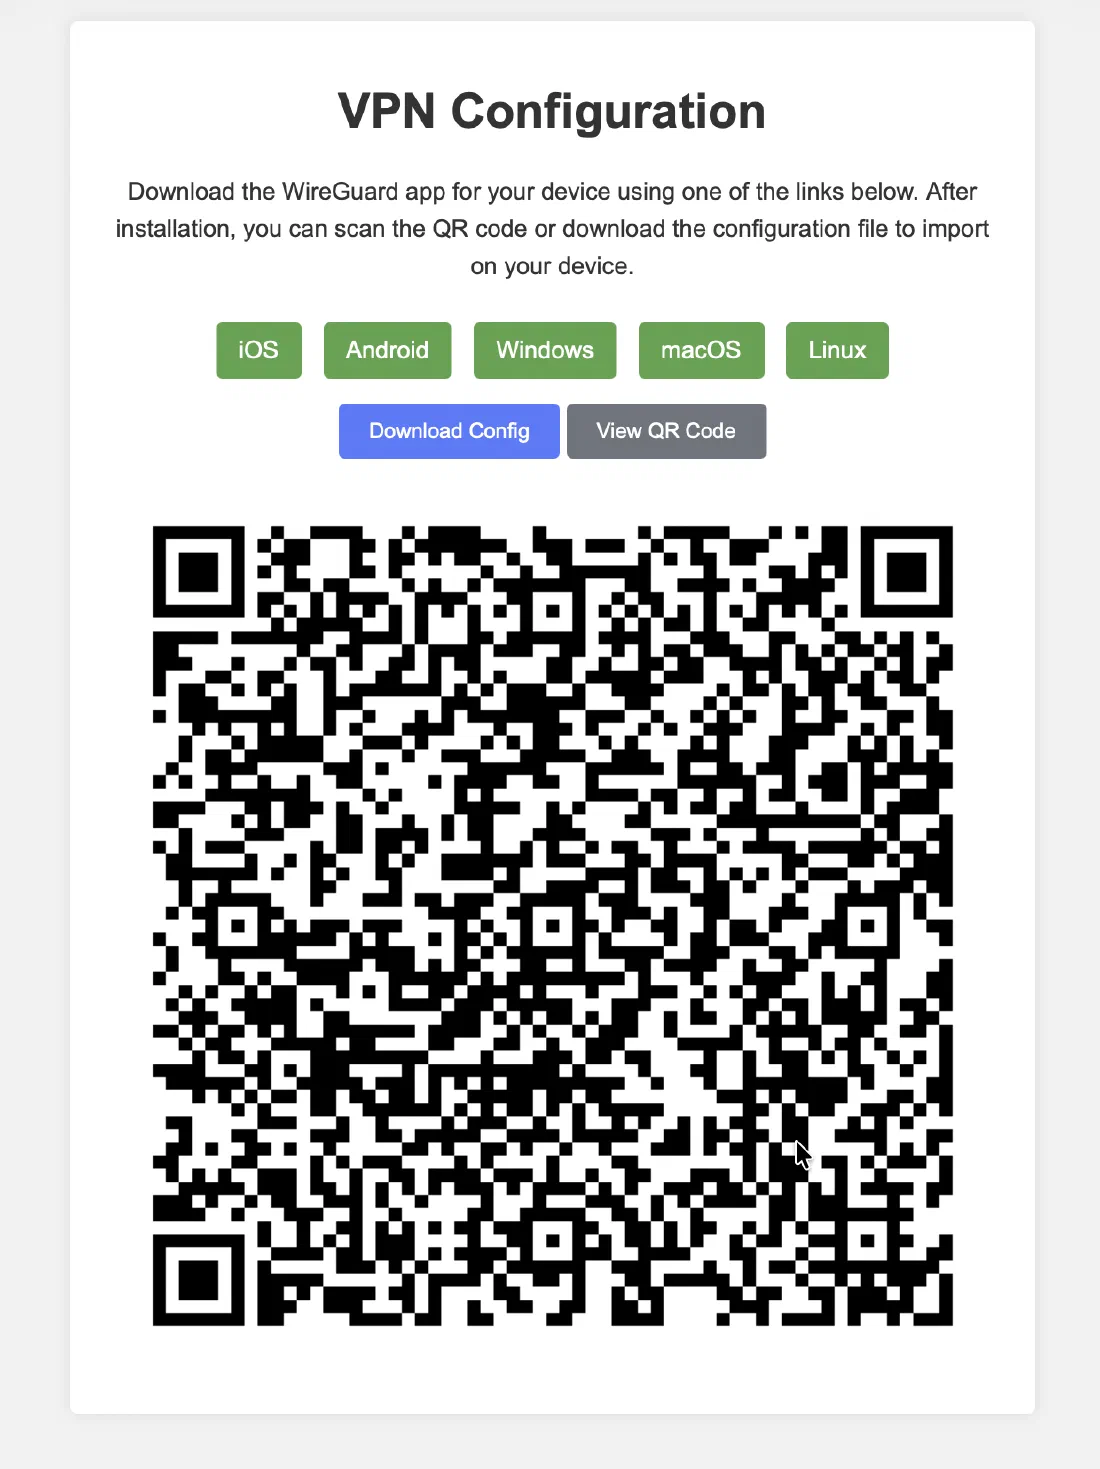 VPN Configuration
Download the WireGuard app for your device using one of the links below. After
installation, you can scan the QR code or download the configuration file to import
on your device.
iOS Android Windows macOS Linux
Download Config View QR Code